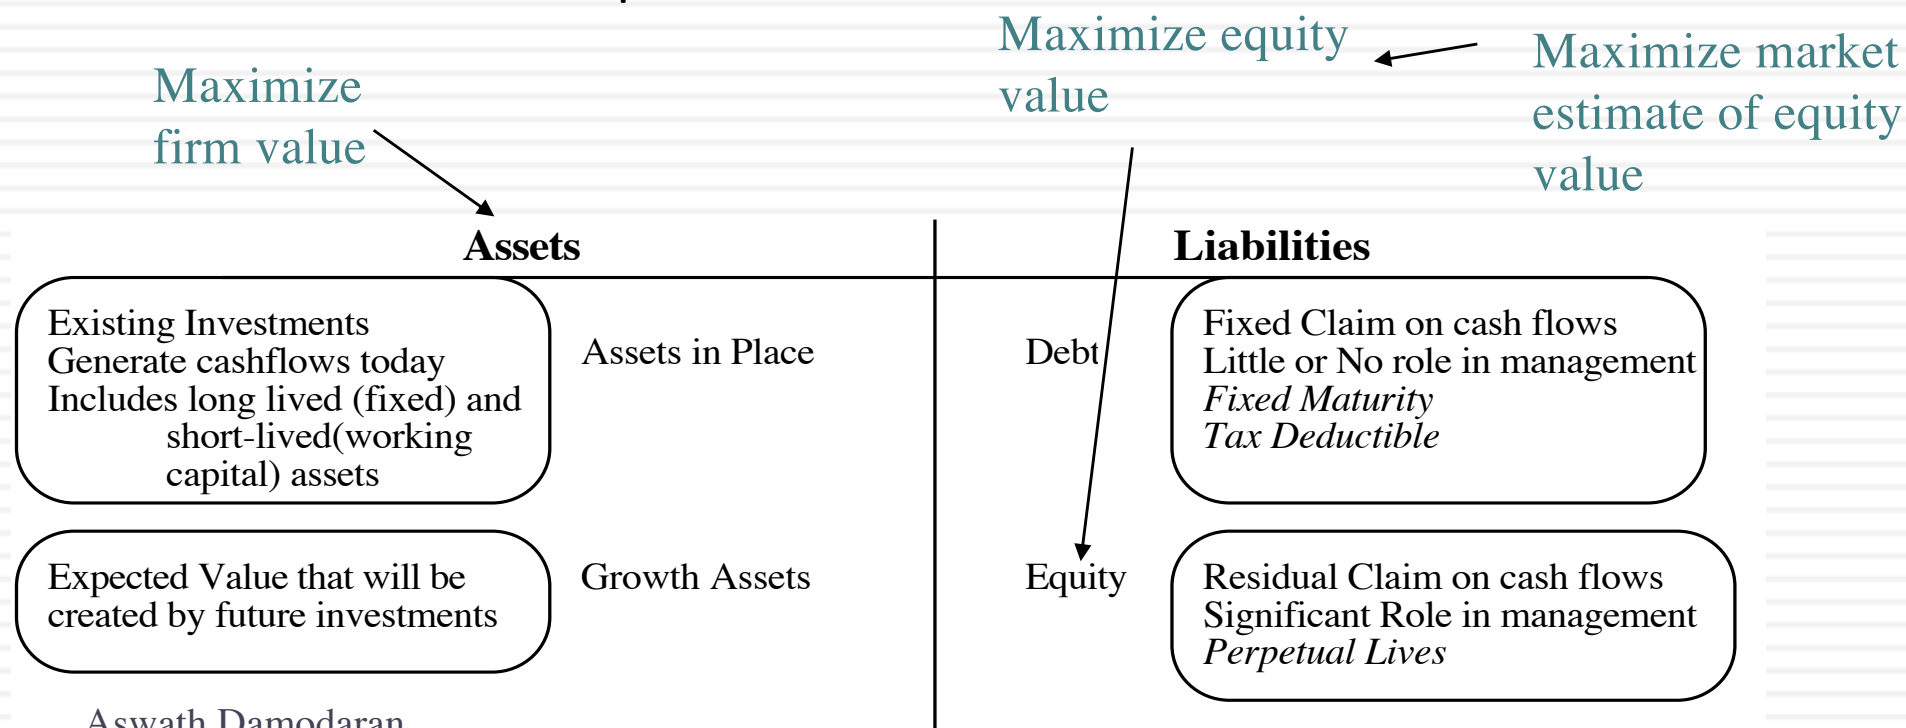 Maximize
firm value
Maximize equity
value
Maximize market
estimate of equity
value
Assets
Liabilities
Existing Investments
Generate cashflows today
Includes long lived (fixed) and
short-lived(working
capital) assets
Assets in Place
Debt
Fixed Claim on cash flows
Little or No role in management
Fixed Maturity
Tax Deductible
Expected Value that will be
created by future investments
Growth Assets
Equity
Residual Claim on cash flows
Significant Role in management
Perpetual Lives
Aswath Damodaran